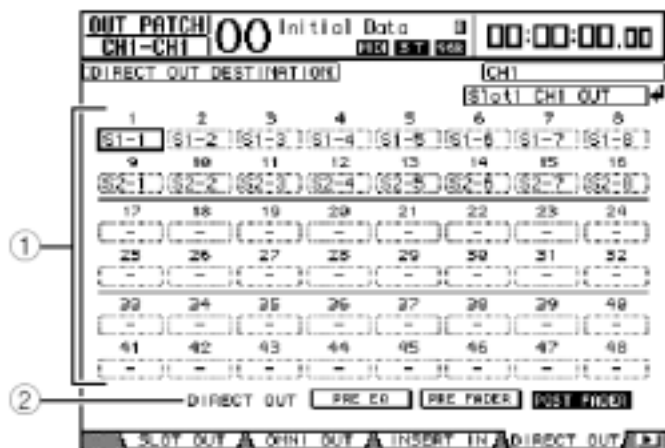 OUT PATCH
CH1-CH1
00 Initial Data
00:00:00.00
DIRECT OUT DESTINATION
CH1
Slot1 CH1 OUT
1 2 3 4 5 6 7 8
S1-1 S1-2 S1-3 S1-4 S1-5 S1-6 S1-7 S1-8
9 10 11 12 13 14 15 16
S2-1 S2-2 S2-3 S2-4 S2-5 S2-6 S2-7 S2-8
17 18 19 20 21 22 23 24
- - - - - - - -
25 26 27 28 29 30 31 32
- - - - - - - -
33 34 35 36 37 38 39 40
- - - - - - - -
41 42 43 44 45 46 47 48
- - - - - - - -
①
② DIRECT OUT PRE EQ PRE FADER POST FADER
SLOT OUT OMNI OUT INSERT IN DIRECT OUT